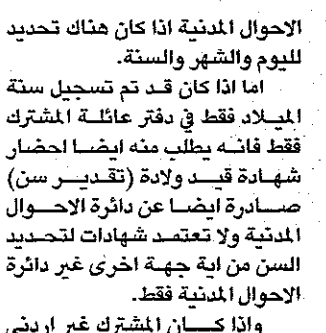 الاحوال المدنية اذا كان هناك تحديد
لليوم والشهر والسنة.
اما اذا كان قد تم تسجيل سنة
الميلاد فقط في دفتر عائلة المشترك
فقط فانه يطلب منه ايضا احضار
شهادة قيد ولادة (تقدير سن)
صادرة ايضا عن دائرة الاحوال
المدنية ولا تعتمد شهادات لتحديد
السن من اية جهة اخرى غير دائرة
الاحوال المدنية فقط.
واذا كان المشترك غير اردني